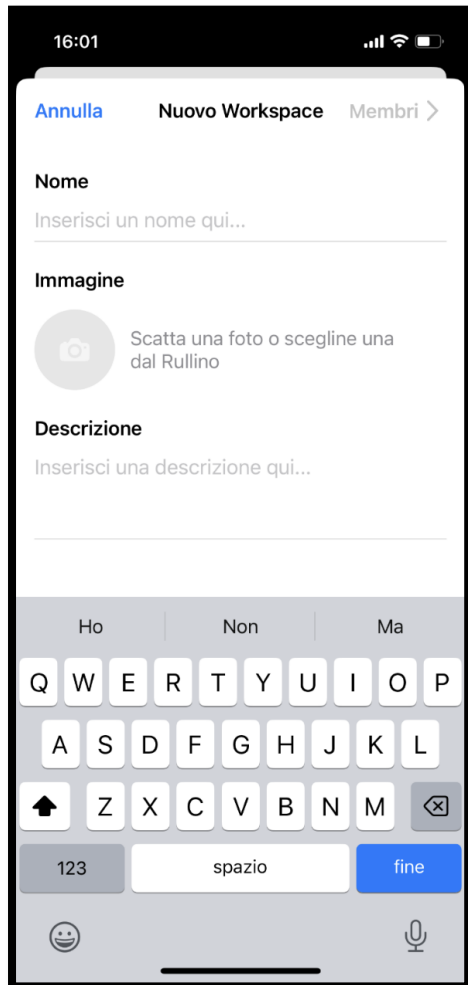 16:01
Annulla Nuovo Workspace Membri
Nome
Inserisci un nome qui...
Immagine
Scatta una foto o scegline una
dal Rullino
Descrizione
Inserisci una descrizione qui...
Ho Non Ma
Q W E R T Y U I O P
A S D F G H J K L
Z X C V B N M
123 spazio fine